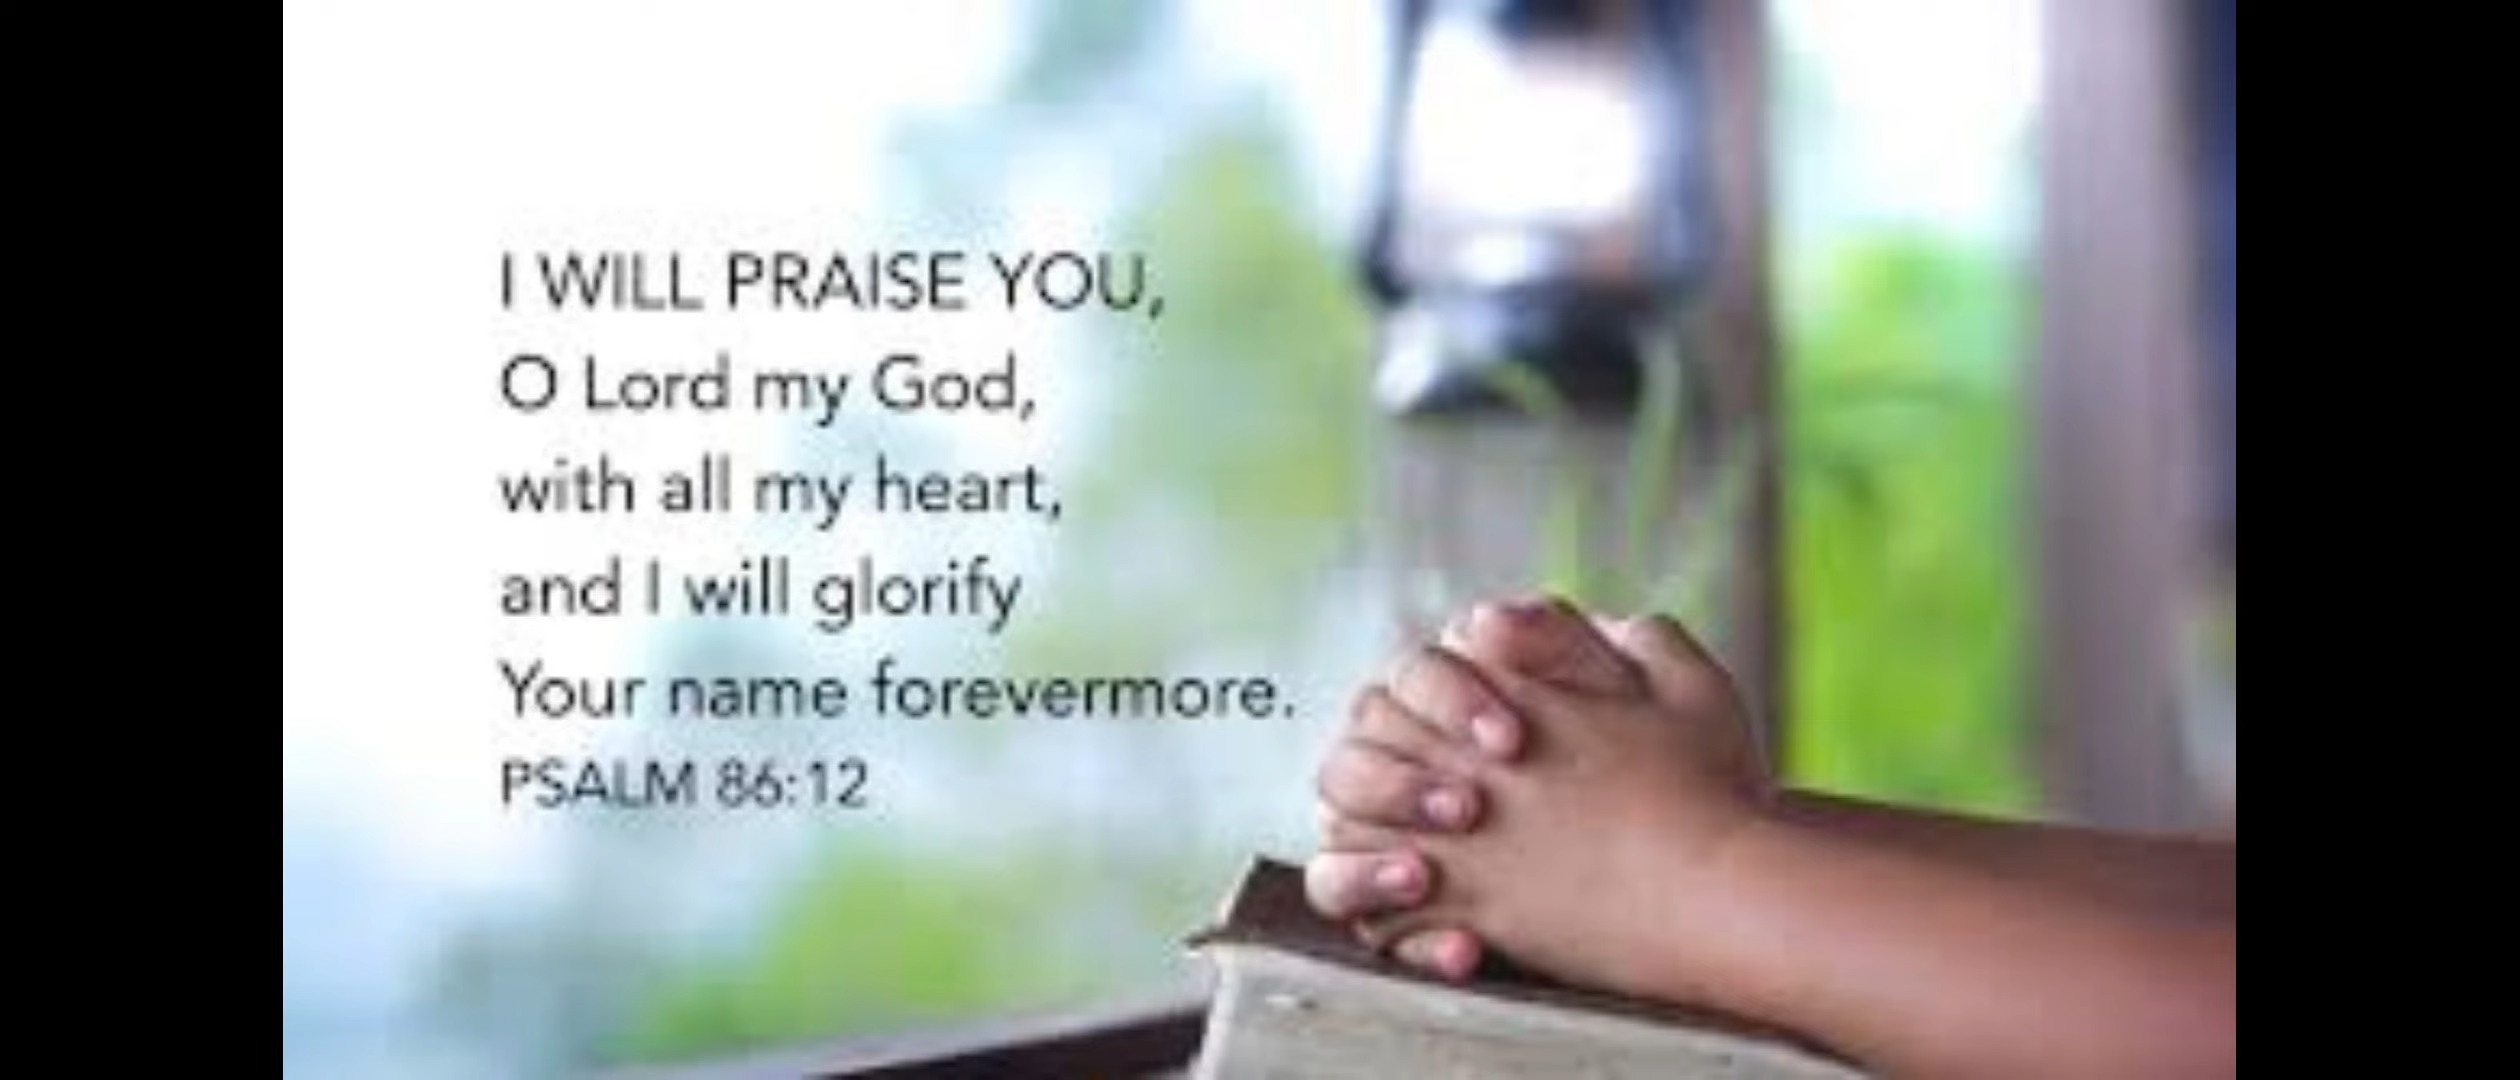 I WILL PRAISE YOU,
O Lord my God,
with all my heart,
and I will glorify
Your name forevermore.
PSALM 86:12